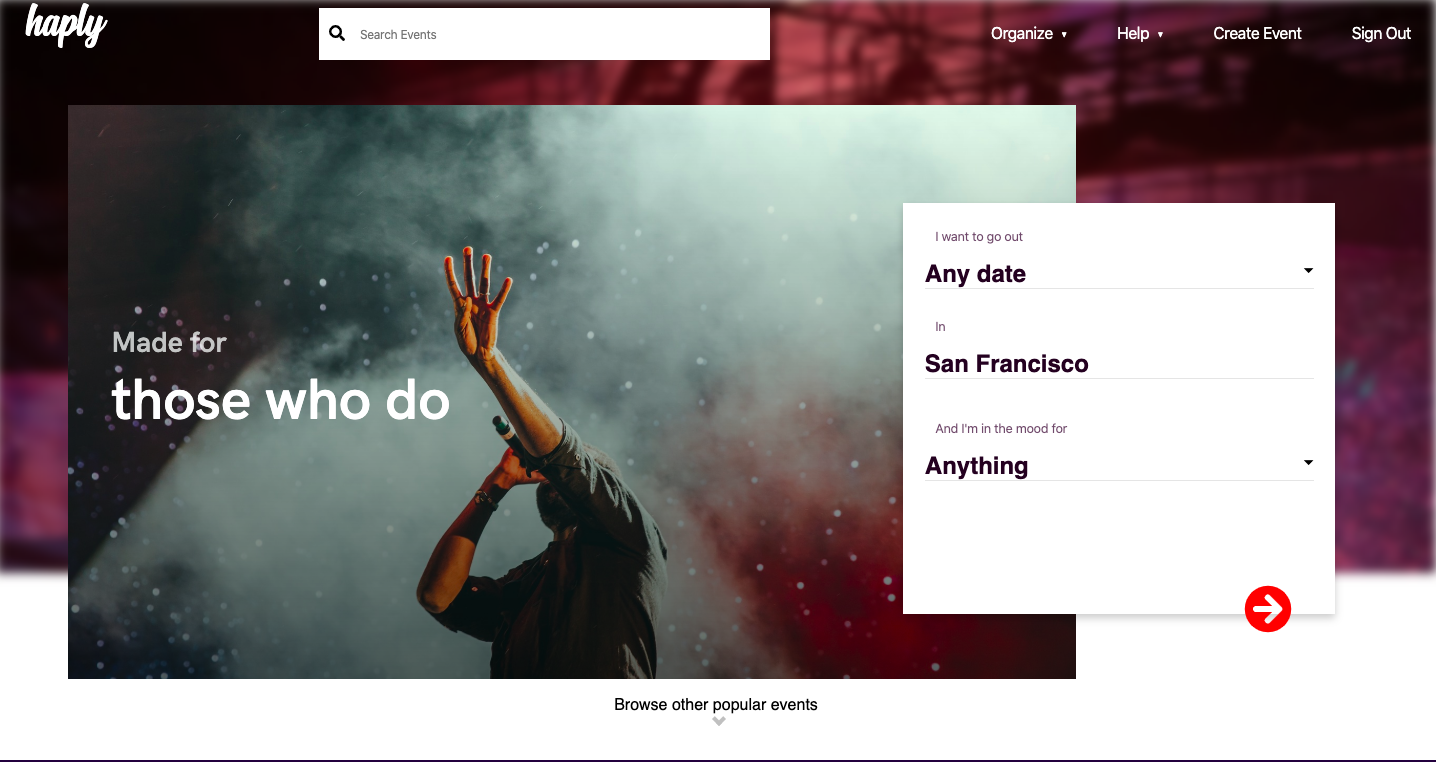 haply
Search Events
Organize
Help
Create Event
Sign Out
Made for
those who do
I want to go out
Any date
In
San Francisco
And I'm in the mood for
Anything
Browse other popular events